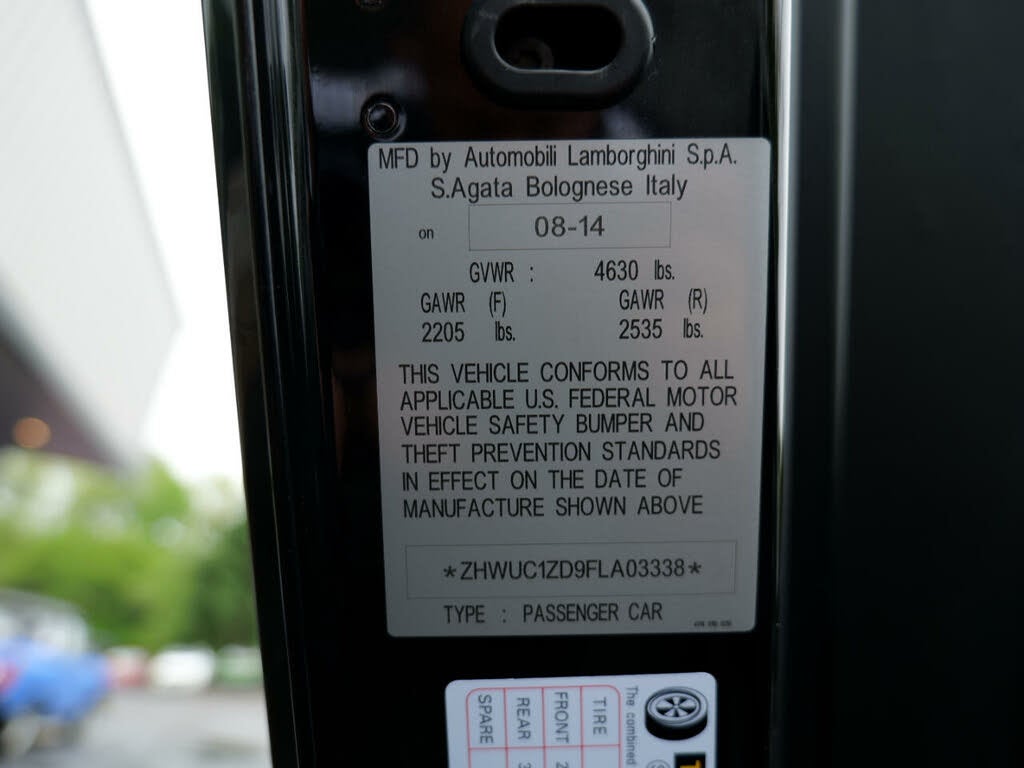 MFD by Automobili Lamborghini S.p.A.
S.Agata Bolognese Italy
on 08-14
GVWR : 4630 lbs.
GAWR (F) GAWR (R)
2205 lbs. 2535 lbs.
THIS VEHICLE CONFORMS TO ALL
APPLICABLE U.S. FEDERAL MOTOR
VEHICLE SAFETY BUMPER AND
THEFT PREVENTION STANDARDS
IN EFFECT ON THE DATE OF
MANUFACTURE SHOWN ABOVE
*ZHWUC1ZD9FLA03338*
TYPE : PASSENGER CAR
The combined
TIRE
FRONT 2
REAR 3
SPARE